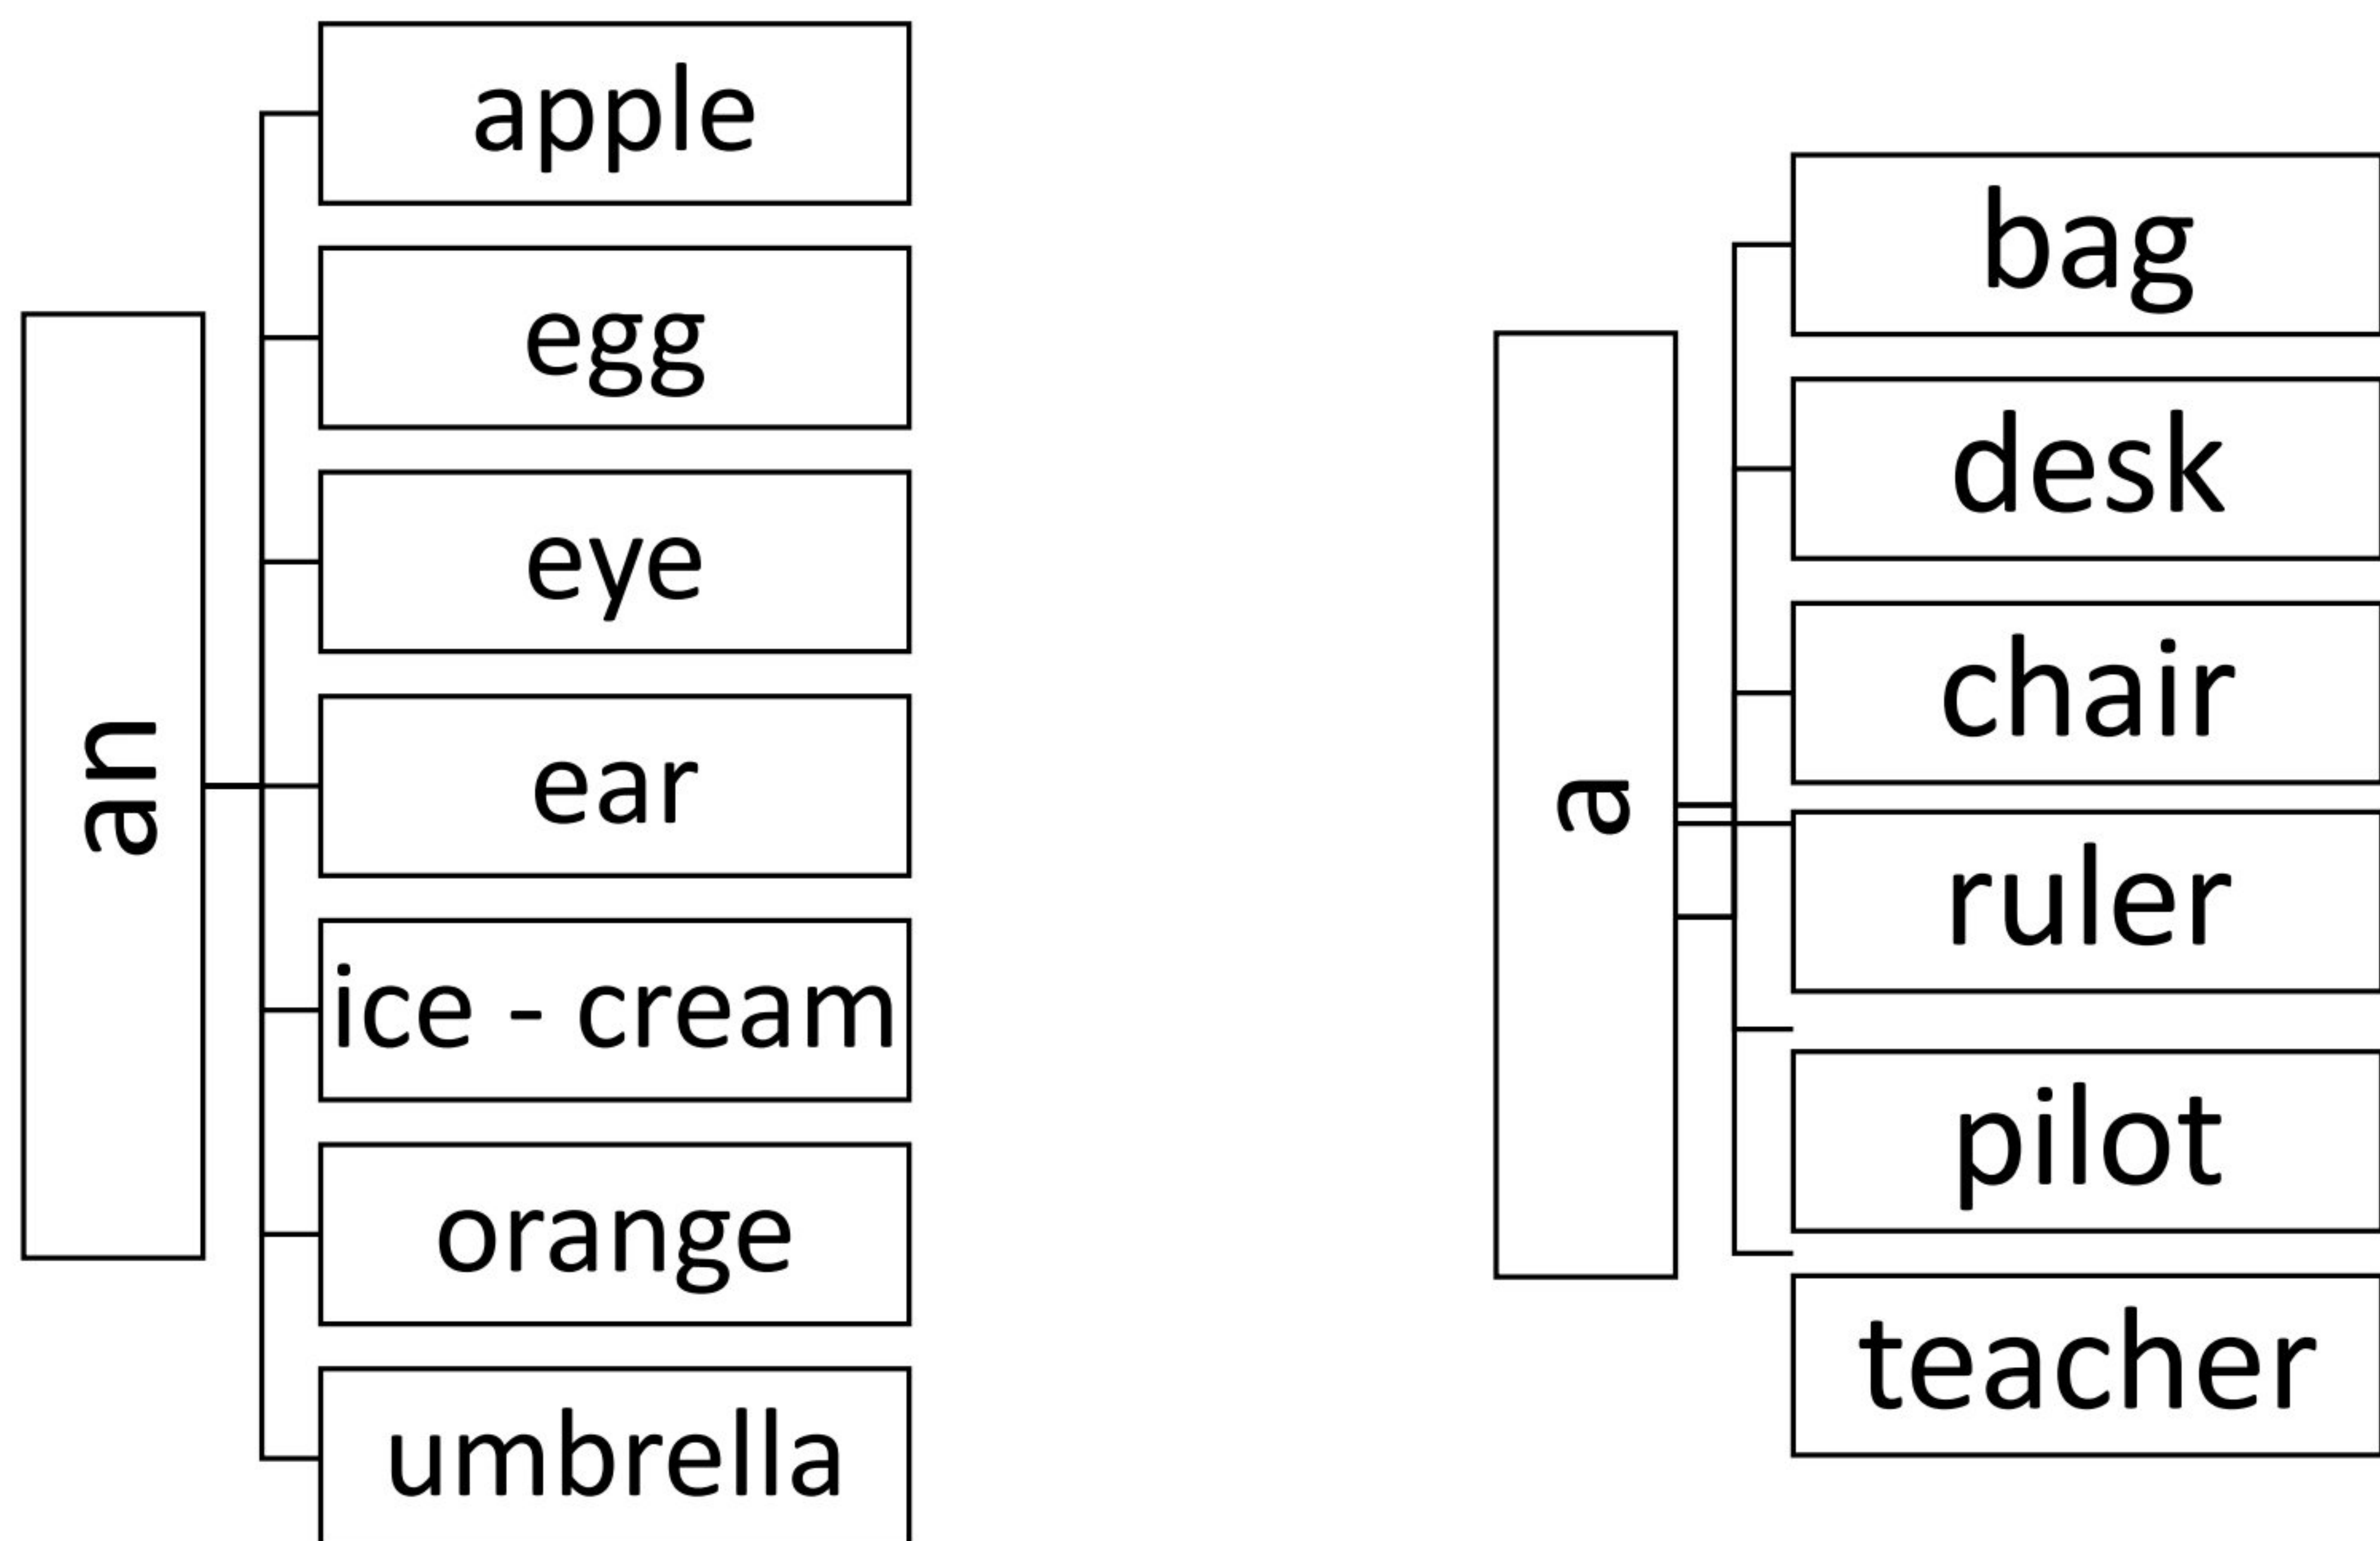 an
apple
egg
eye
ear
ice - cream
orange
umbrella
a
bag
desk
chair
ruler
pilot
teacher